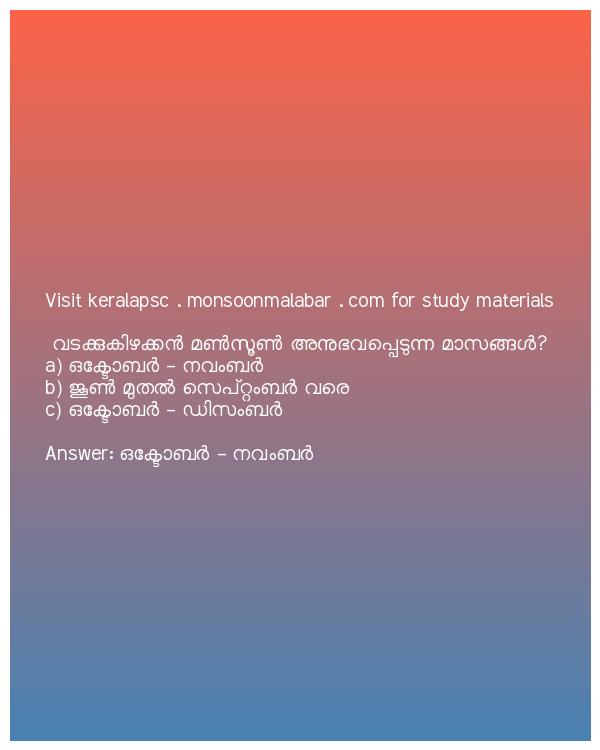 Visit keralapsc . monsoonmalabar . com for study materials
വടക്കുകിഴക്കൻ മൺസൂൺ അനുഭവപ്പെടുന്ന മാസങ്ങൾ?
a) ഒക്ടോബർ – നവംബർ
b) ജൂൺ മുതൽ സെപ്റ്റംബർ വരെ
c) ഒക്ടോബർ – ഡിസംബർ
Answer: ഒക്ടോബർ – നവംബർ